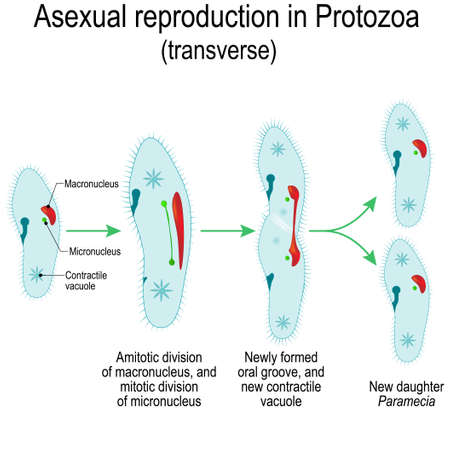 Asexual reproduction in Protozoa
(transverse)
Macronucleus
Micronucleus
Contractile
vacuole
Amitotic division
of macronucleus, and
mitotic division
of micronucleus
Newly formed
oral groove, and
new contractile
vacuole
New daughter
Paramecia